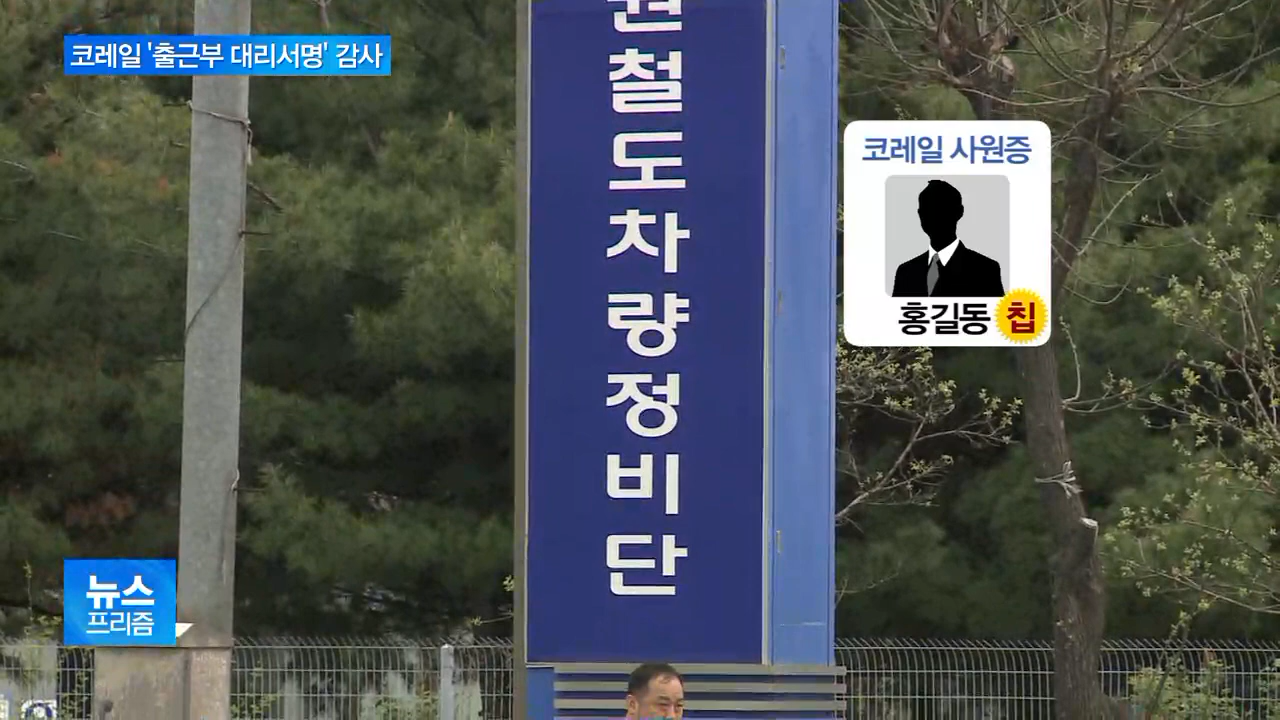 코레일 '출근부 대리서명' 감사
원철도차량정비단
코레일 사원증
홍길동 칩
뉴스
프리즘